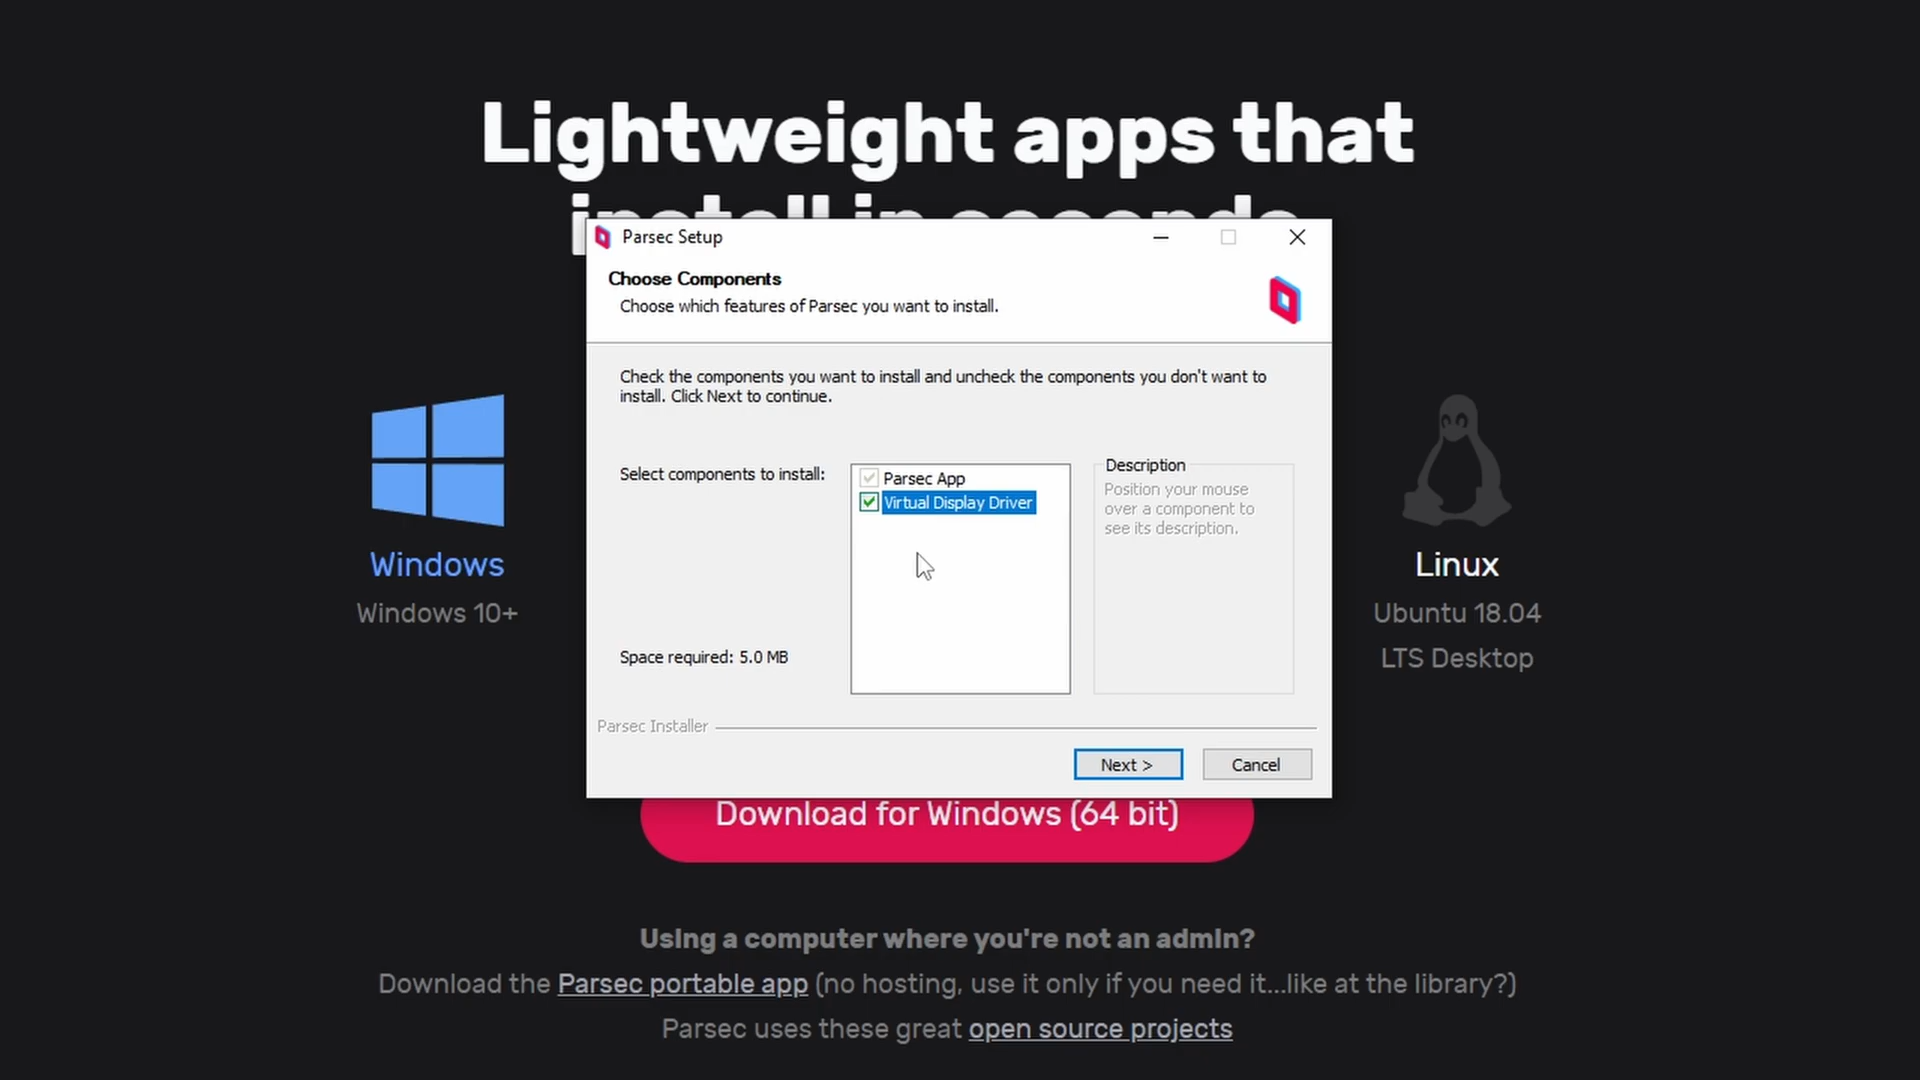 Lightweight apps that
install in seconds
Parsec Setup
Choose Components
Choose which features of Parsec you want to install.
Check the components you want to install and uncheck the components you don't want to
install. Click Next to continue.
Select components to install:
Parsec App
Virtual Display Driver
Description
Position your mouse
over a component to
see its description.
Space required: 5.0 MB
Parsec Installer
Next >
Cancel
Windows
Windows 10+
Linux
Ubuntu 18.04
LTS Desktop
Download for Windows (64 bit)
Using a computer where you're not an admin?
Download the Parsec portable app (no hosting, use it only if you need it...like at the library?)
Parsec uses these great open source projects